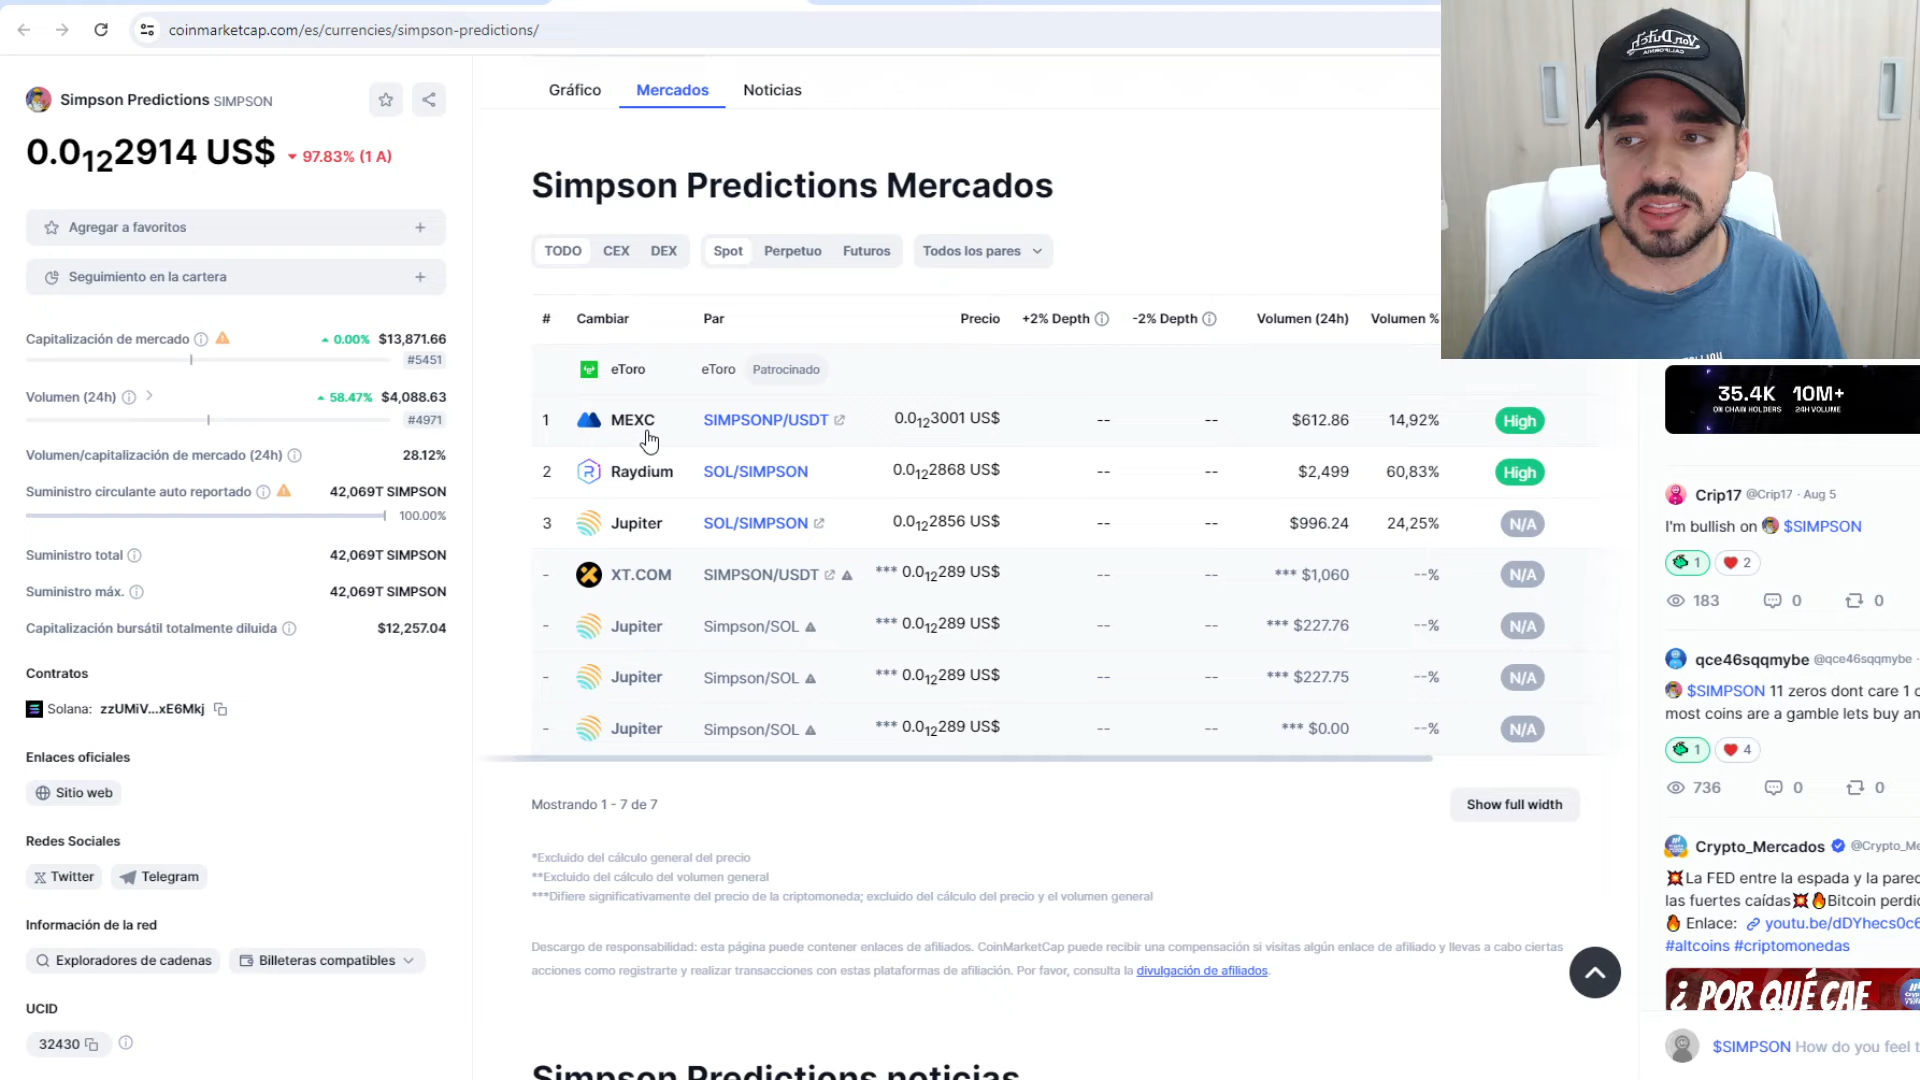 coinmarketcap.com/es/currencies/simpson-predictions/
Simpson Predictions SIMPSON
0.0₁₂2914 US$ 97.83% (1 A)
Agregar a favoritos +
Seguimiento en la cartera +
Capitalización de mercado 0.00% $13,871.66
#5451
Volumen (24h) 58.47% $4,088.63
#4971
Volumen/capitalización de mercado (24h) 28.12%
Suministro circulante auto reportado 42,069T SIMPSON
100.00%
Suministro total 42,069T SIMPSON
Suministro máx. 42,069T SIMPSON
Capitalización bursátil totalmente diluida $12,257.04
Contratos
Solana: zzUMiV...xE6Mkj
Enlaces oficiales
Sitio web
Redes Sociales
Twitter Telegram
Información de la red
Exploradores de cadenas Billeteras compatibles
UCID
32430
Gráfico Mercados Noticias
Simpson Predictions Mercados
TODO CEX DEX Spot Perpetuo Futuros Todos los pares
# Cambiar Par Precio +2% Depth -2% Depth Volumen (24h) Volumen %
eToro eToro Patrocinado
1 MEXC SIMPSONP/USDT 0.0₁₂3001 US$ -- -- $612.86 14,92% High
2 Raydium SOL/SIMPSON 0.0₁₂2868 US$ -- -- $2,499 60,83% High
3 Jupiter SOL/SIMPSON 0.0₁₂2856 US$ -- -- $996.24 24,25% N/A
- XT.COM SIMPSON/USDT *** 0.0₁₂289 US$ -- -- *** $1,060 --% N/A
- Jupiter Simpson/SOL *** 0.0₁₂289 US$ -- -- *** $227.76 --% N/A
- Jupiter Simpson/SOL *** 0.0₁₂289 US$ -- -- *** $227.75 --% N/A
- Jupiter Simpson/SOL *** 0.0₁₂289 US$ -- -- *** $0.00 --% N/A
Mostrando 1 - 7 de 7
Show full width
*Excluido del cálculo general del precio
**Excluido del cálculo del volumen general
***Difiere significativamente del precio de la criptomoneda; excluido del cálculo del precio y el volumen general
Descargo de responsabilidad: esta página puede contener enlaces de afiliados. CoinMarketCap puede recibir una compensación si visitas algún enlace de afiliado y llevas a cabo ciertas
acciones como registrarte y realizar transacciones con estas plataformas de afiliación. Por favor, consulta la divulgación de afiliados.
Simpson Predictions noticias
Von Dutch
CALIFORNIA
35.4K 10M+
ON CHAIN HOLDERS 24H VOLUME
Crip17 @Crip17 · Aug 5
I'm bullish on $SIMPSON
1 2
183 0 0
qce46sqqmybe @qce46sqqmybe ·
$SIMPSON 11 zeros dont care 1
most coins are a gamble lets buy
1 4
736 0 0
Crypto_Mercados @Crypto_Me
💥La FED entre la espada y la pared
las fuertes caídas💥🔥Bitcoin
🔥 Enlace: youtu.be/dDYhecs0c6
#altcoins #criptomonedas
¿ POR QUÉ CAE
$SIMPSON How do you feel t